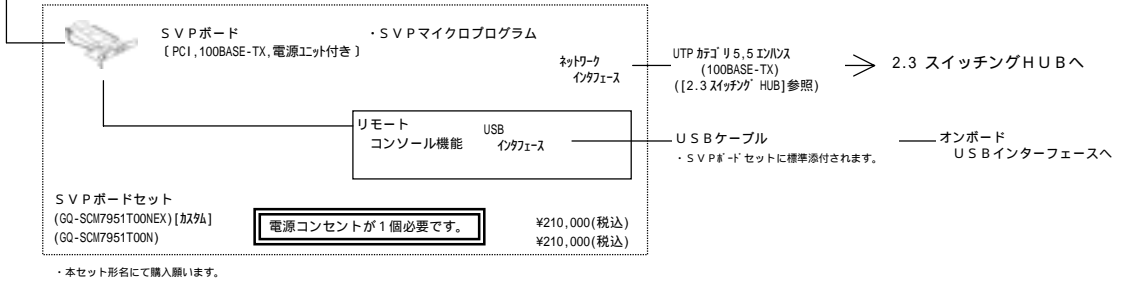 ＳＶＰボード
〔PCI,100BASE-TX,電源ﾕﾆｯﾄ付き〕
・ＳＶＰマイクロプログラム
ﾈｯﾄﾜｰｸ
ｲﾝﾀﾌｪｰｽ
UTP ｶﾃｺﾞﾘ5,5 ｴﾝﾊﾝｽ
(100BASE-TX)
([2.3 ｽｲｯﾁﾝｸﾞ HUB]参照)
2.3 スイッチングＨＵＢへ
リモート
コンソール機能
USB
ｲﾝﾀﾌｪｰｽ
ＵＳＢケーブル
・ＳＶＰﾎﾞｰﾄﾞセットに標準添付されます。
オンボード
ＵＳＢインターフェースへ
ＳＶＰボードセット
(GQ-SCM7951T00NEX)[ｶｽﾀﾑ]
(GQ-SCM7951T00N)
電源コンセントが１個必要です。
¥210,000(税込)
¥210,000(税込)
・本セット形名にて購入願います。